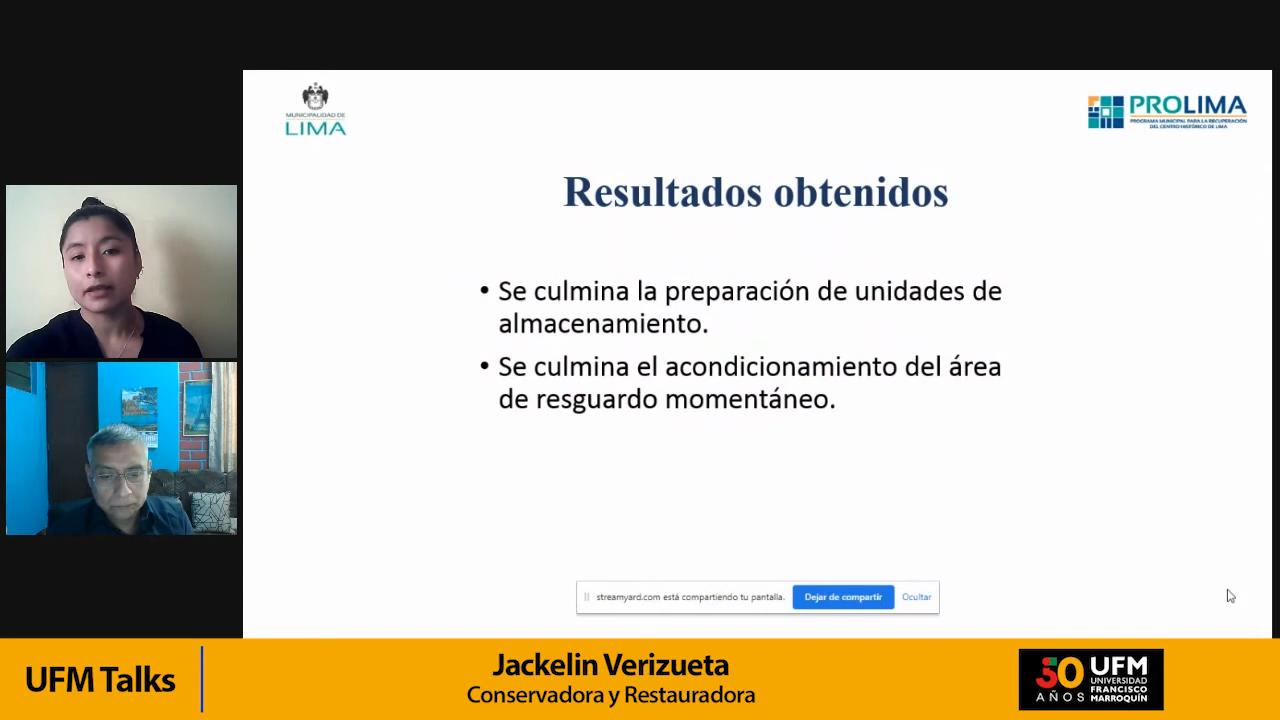 MUNICIPALIDAD DE
LIMA
PROLIMA
PROGRAMA MUNICIPAL PARA LA RECUPERACIÓN
DEL CENTRO HISTÓRICO DE LIMA
Resultados obtenidos
• Se culmina la preparación de unidades de
almacenamiento.
• Se culmina el acondicionamiento del área
de resguardo momentáneo.
streamyard.com está compartiendo tu pantalla.
Dejar de compartir
Ocultar
UFM Talks
Jackelin Verizueta
Conservadora y Restauradora
50
AÑOS
UFM
UNIVERSIDAD
FRANCISCO
MARROQUÍN